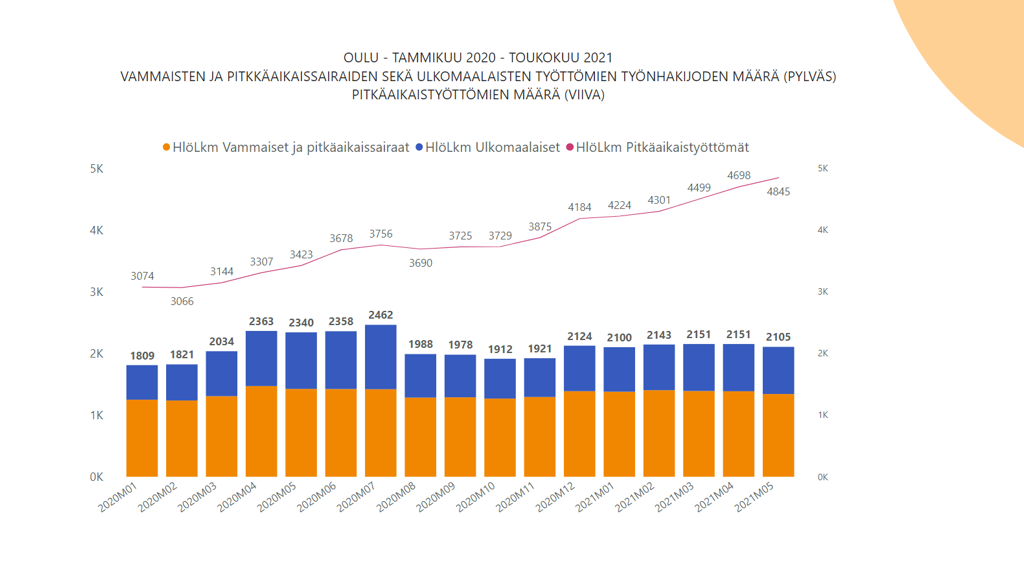 OULU - TAMMIKUU 2020 - TOUKOKUU 2021
VAMMAISTEN JA PITKKÄAIKAISSAIRAIDEN SEKÄ ULKOMAALAISTEN TYÖTTÖMIEN TYÖNHAKIJODEN MÄÄRÄ (PYLVÄS)
PITKÄAIKAISTYÖTTÖMIEN MÄÄRÄ (VIIVA)
HlöLkm Vammaiset ja pitkäaikaissairaat HlöLkm Ulkomaalaiset HlöLkm Pitkäaikaistyöttömät
5K 5K
4K 4K
3K 3K
2K 2K
1K 1K
0K 0K
3074 3066 3144 3307 3423 3678 3756 3690 3725 3729 3875 4184 4224 4301 4499 4698 4845
1809 1821 2034 2363 2340 2358 2462 1988 1978 1912 1921 2124 2100 2143 2151 2151 2105
2020M01 2020M02 2020M03 2020M04 2020M05 2020M06 2020M07 2020M08 2020M09 2020M10 2020M11 2020M12 2021M01 2021M02 2021M03 2021M04 2021M05